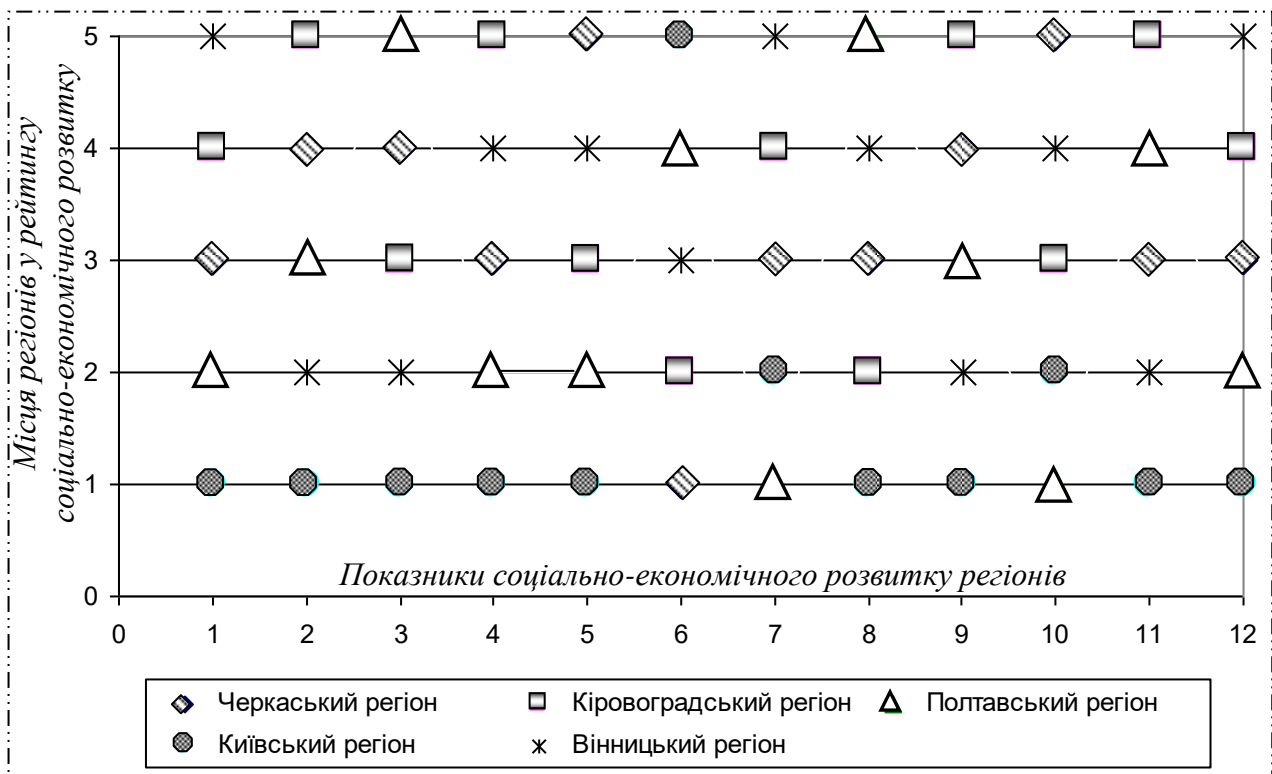 Місця регіонів у рейтингу
соціально-економічного розвитку
5
4
3
2
1
0
Показники соціально-економічного розвитку регіонів
0 1 2 3 4 5 6 7 8 9 10 11 12
Черкаський регіон Кіровоградський регіон Полтавський регіон
Київський регіон Вінницький регіон